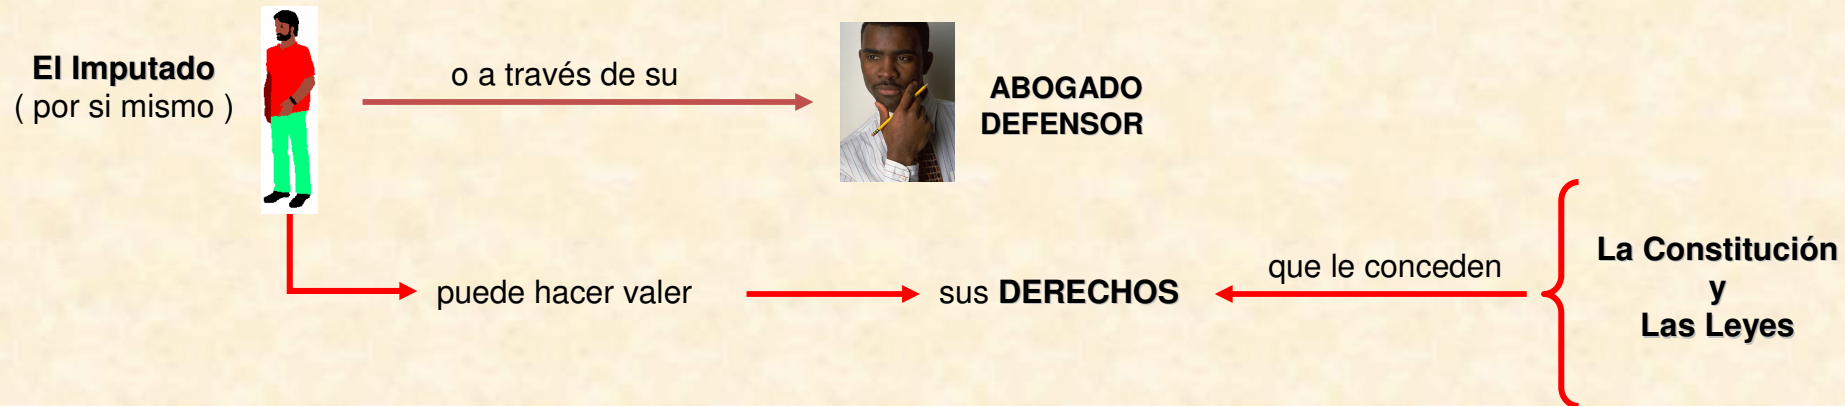 El Imputado
( por si mismo )
o a través de su
ABOGADO
DEFENSOR
puede hacer valer
sus DERECHOS
que le conceden
La Constitución
y
Las Leyes